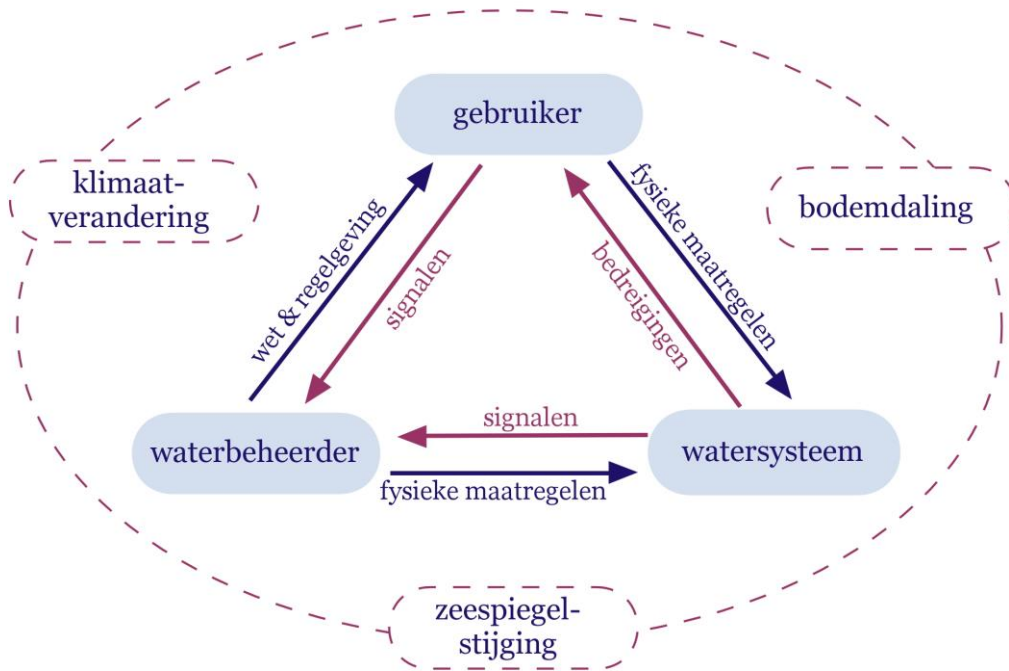 gebruiker
klimaat-
verandering
bodemdaling
wet & regelgeving
signalen
bedreigingen
fysieke maatregelen
waterbeheerder
signalen
fysieke maatregelen
watersysteem
zeespiegel-
stijging